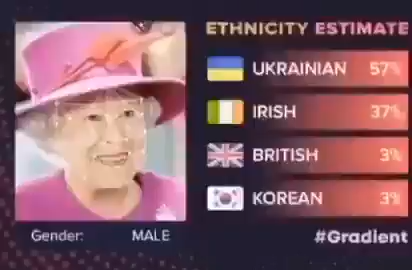 ETHNICITY ESTIMATE
UKRAINIAN 57%
IRISH 37%
BRITISH 3%
KOREAN 3%
Gender: MALE
#Gradient